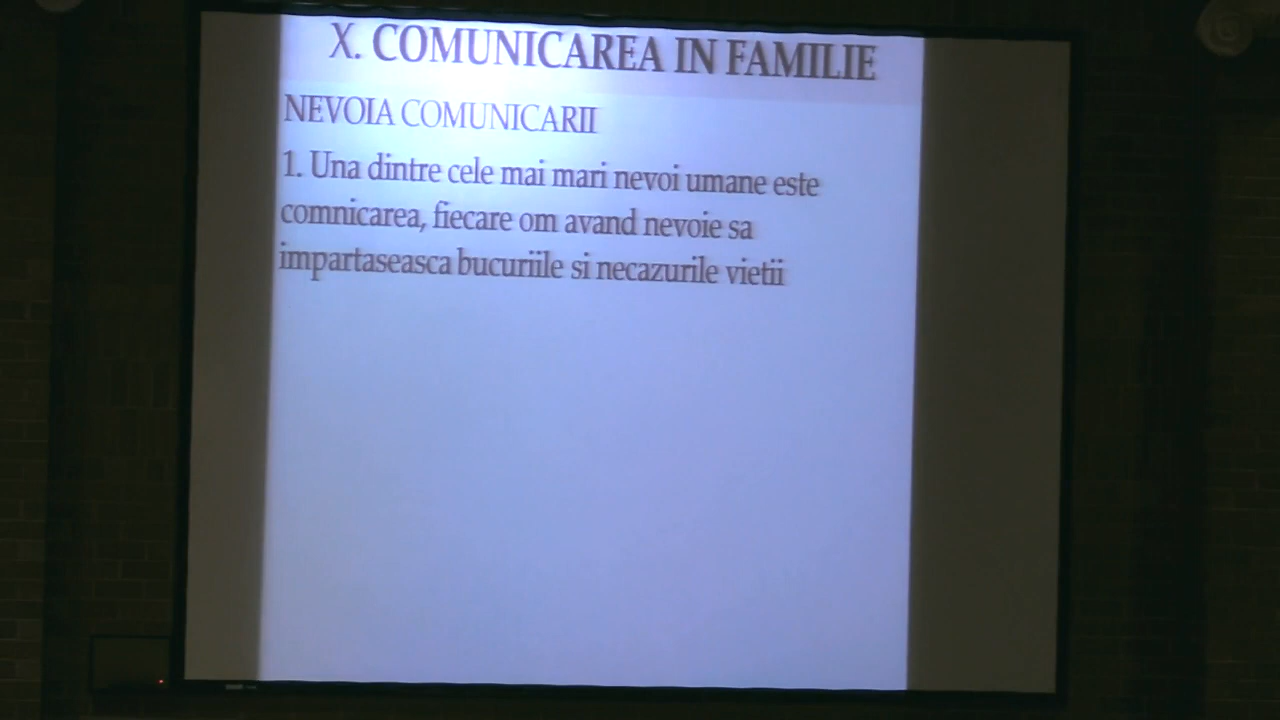 X. COMUNICAREA IN FAMILIE
NEVOIA COMUNICARII
1. Una dintre cele mai mari nevoi umane este
comnicarea, fiecare om avand nevoie sa
impartaseasca bucuriile si necazurile vietii